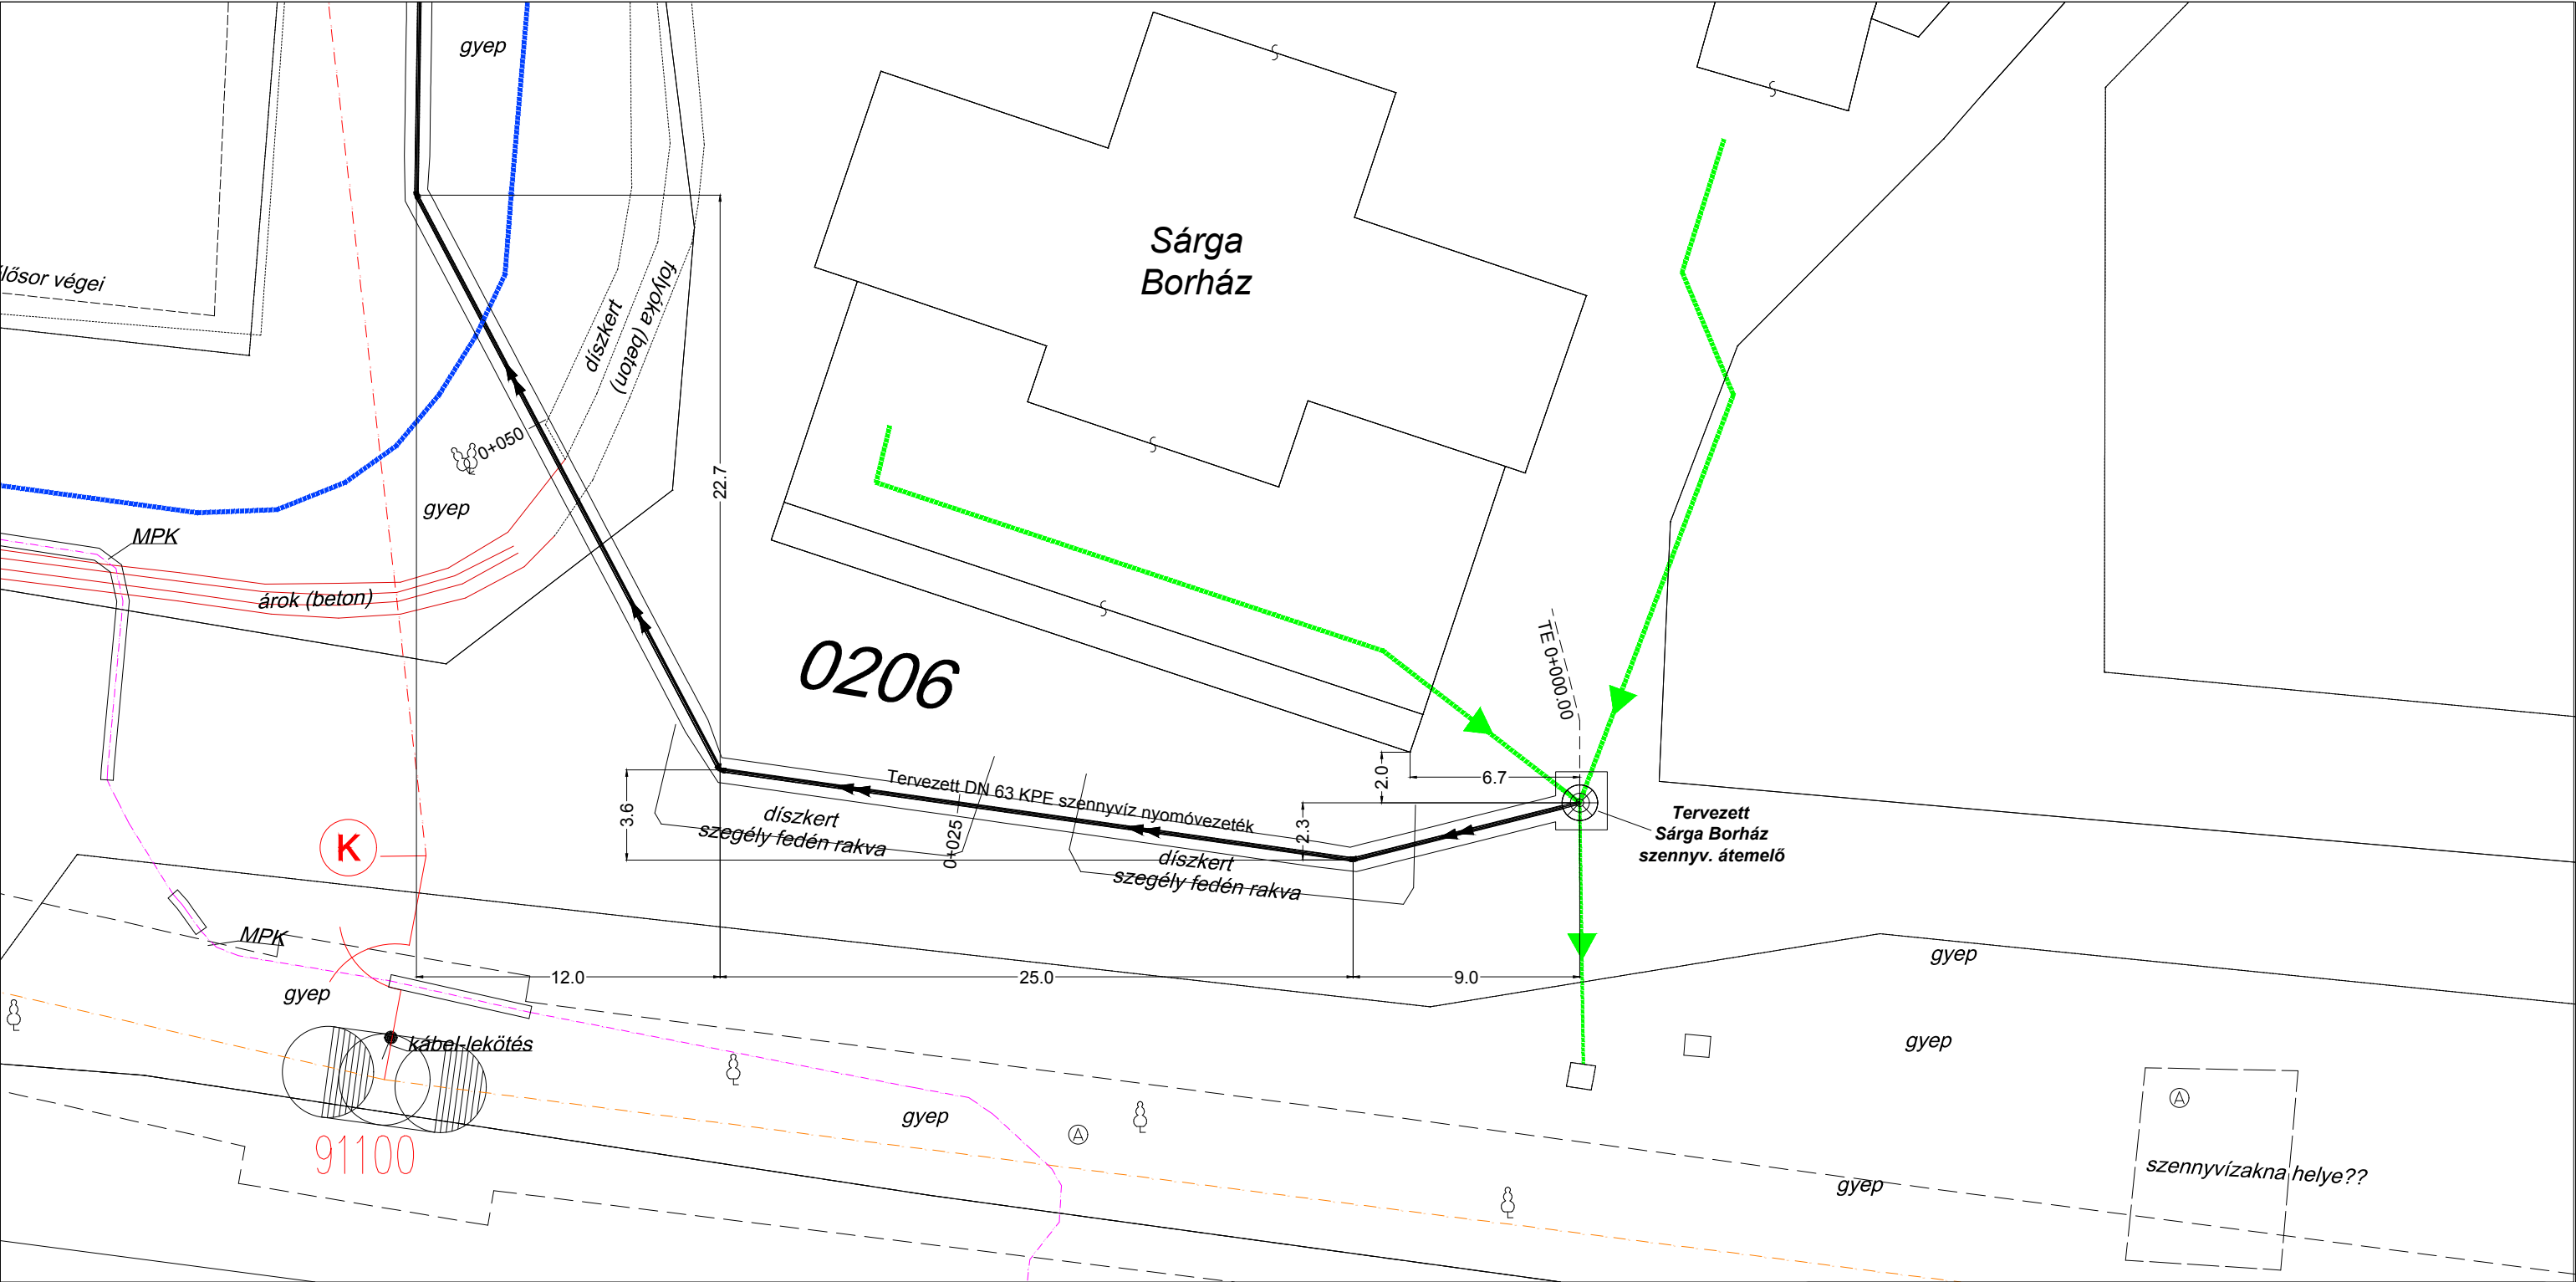 gyep
Sárga
Borház
lősor végei
díszkert
folyóka (beton)
0+050
22.7
gyep
MPK
árok (beton)
0206
TE 0+000.00
2.0
6.7
3.6
Tervezett DN 63 KPE szennyvíz nyomóvezeték
2.3
díszkert
szegély fedén rakva
0+025
díszkert
szegély fedén rakva
Tervezett
Sárga Borház
szennyv. átemelő
K
MPK
12.0
25.0
9.0
gyep
gyep
kábel-lekötés
gyep
gyep
A
A
91100
szennyvízakna helye??
gyep